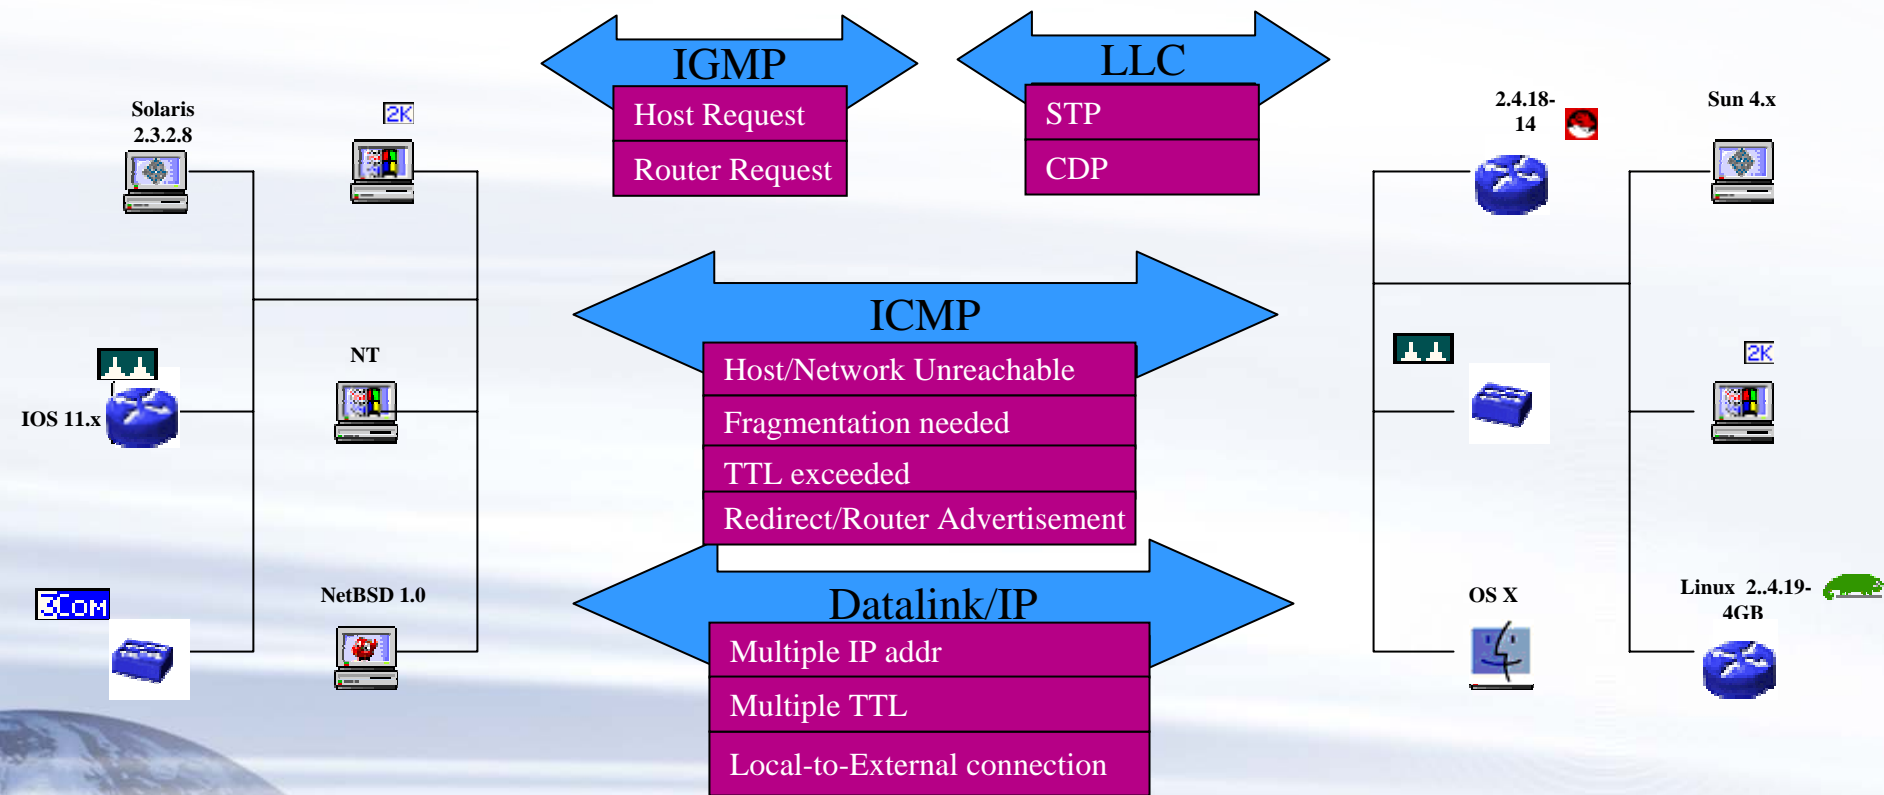 IGMP
Host Request
Router Request
LLC
STP
CDP
Solaris
2.3.2.8
2K
2.4.18-
14
Sun 4.x
ICMP
Host/Network Unreachable
Fragmentation needed
TTL exceeded
Redirect/Router Advertisement
IOS 11.x
NT
2K
3Com
NetBSD 1.0
Datalink/IP
Multiple IP addr
Multiple TTL
Local-to-External connection
OS X
Linux 2..4.19-
4GB